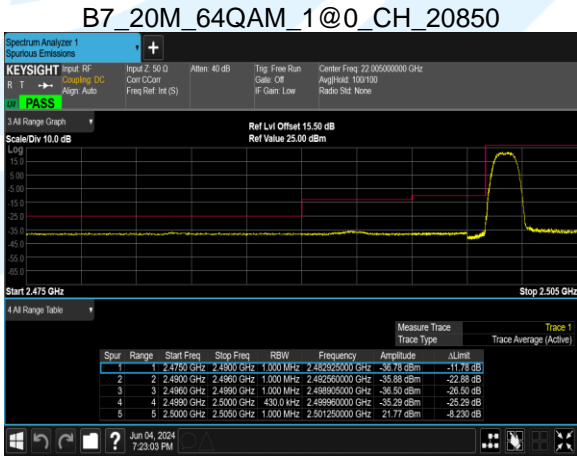 B7_20M_64QAM_1@0_CH_20850
Spectrum Analyzer 1
Spurious Emissions
+
KEYSIGHT Input: RF Input Z: 50 Ω Atten: 40 dB Trig: Free Run Center Freq: 22.005000000 GHz
R T Coupling: DC Corr CCorr Gate: Off Avg|Hold: 100/100
Align: Auto Freq Ref: Int (S) IF Gain: Low Radio Std: None
PASS
3 All Range Graph
Ref Lvl Offset 15.50 dB
Scale/Div 10.0 dB Ref Value 25.00 dBm
Log
15.0
5.00
-5.00
-15.0
-25.0
-35.0
-45.0
-55.0
-65.0
Start 2.475 GHz Stop 2.505 GHz
4 All Range Table
Measure Trace Trace 1
Trace Type Trace Average (Active)
Spur Range Start Freq Stop Freq RBW Frequency Amplitude ΔLimit
1 1 2.4750 GHz 2.4900 GHz 1.000 MHz 2.482925000 GHz -36.78 dBm -11.78 dB
2 2 2.4900 GHz 2.4960 GHz 1.000 MHz 2.492560000 GHz -35.88 dBm -22.88 dB
3 3 2.4960 GHz 2.4990 GHz 1.000 MHz 2.498905000 GHz -36.50 dBm -26.50 dB
4 4 2.4990 GHz 2.5000 GHz 430.0 kHz 2.499960000 GHz -35.29 dBm -25.29 dB
5 5 2.5000 GHz 2.5050 GHz 1.000 MHz 2.501250000 GHz 21.77 dBm -8.230 dB
? Jun 04, 2024
7:23:03 PM